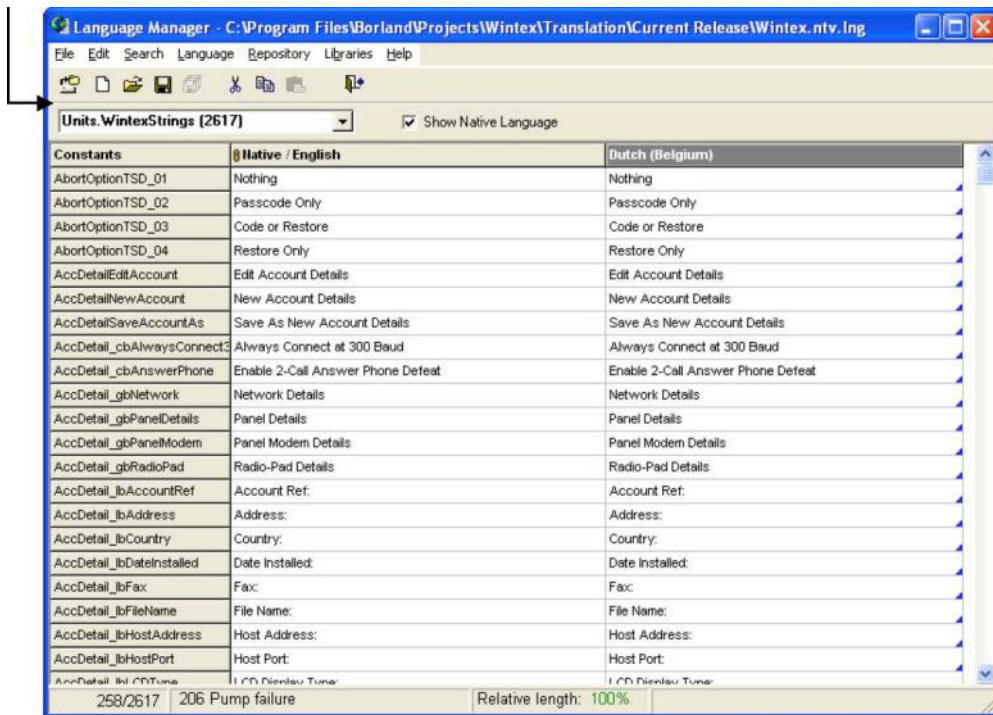 Language Manager - C:\Program Files\Borland\Projects\Wintex\Translation\Current Release\Wintex.ntv.lng
File Edit Search Language Repository Libraries Help
Units.WintexStrings (2617) Show Native Language
Constants Native / English Dutch (Belgium)
AbortOptionTSD_01 Nothing Nothing
AbortOptionTSD_02 Passcode Only Passcode Only
AbortOptionTSD_03 Code or Restore Code or Restore
AbortOptionTSD_04 Restore Only Restore Only
AccDetailEditAccount Edit Account Details Edit Account Details
AccDetailNewAccount New Account Details New Account Details
AccDetailSaveAccountAs Save As New Account Details Save As New Account Details
AccDetail_cbAlwaysConnect3 Always Connect at 300 Baud Always Connect at 300 Baud
AccDetail_cbAnswerPhone Enable 2-Call Answer Phone Defeat Enable 2-Call Answer Phone Defeat
AccDetail_gbNetwork Network Details Network Details
AccDetail_gbPanelDetails Panel Details Panel Details
AccDetail_gbPanelModem Panel Modem Details Panel Modem Details
AccDetail_gbRadioPad Radio-Pad Details Radio-Pad Details
AccDetail_lbAccountRef Account Ref: Account Ref:
AccDetail_lbAddress Address: Address:
AccDetail_lbCountry Country: Country:
AccDetail_lbDateInstalled Date Installed: Date Installed:
AccDetail_lbFax Fax: Fax:
AccDetail_lbFileName File Name: File Name:
AccDetail_lbHostAddress Host Address: Host Address:
AccDetail_lbHostPort Host Port: Host Port:
AccDetail_lbLCDType LCD Display Type: LCD Display Type:
258/2617 206 Pump failure Relative length: 100%